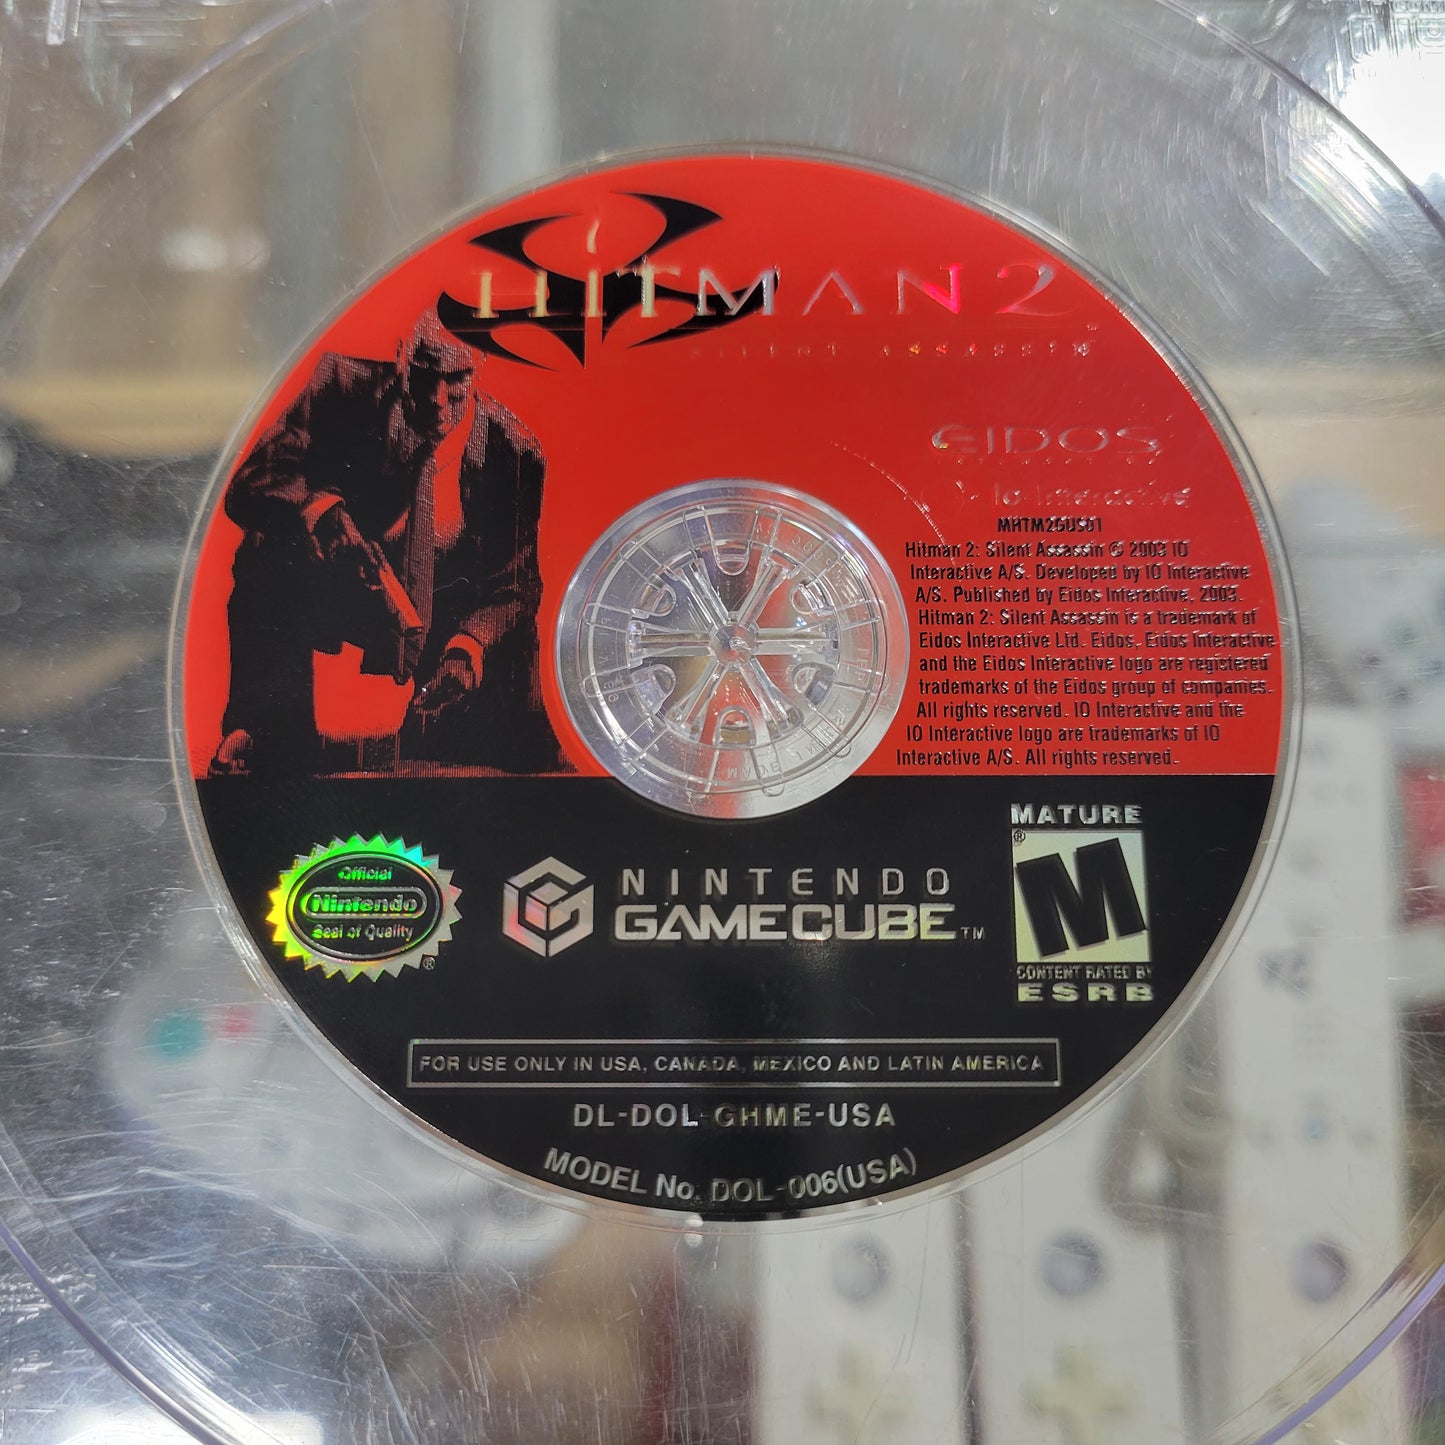 HITMAN 2
SILENT ASSASSIN
EIDOS
Io-Interactive
MHTM2GUS01
Hitman 2: Silent Assassin © 2003 IO
Interactive A/S. Developed by IO Interactive
A/S. Published by Eidos Interactive, 2003.
Hitman 2: Silent Assassin is a trademark of
Eidos Interactive Ltd. Eidos, Eidos Interactive
and the Eidos Interactive logo are registered
trademarks of the Eidos group of companies.
All rights reserved. IO Interactive and the
IO Interactive logo are trademarks of IO
Interactive A/S. All rights reserved.
Official
Nintendo
Seal of Quality
®
NINTENDO
GAMECUBE™
MATURE
®
M
CONTENT RATED BY
ESRB
FOR USE ONLY IN USA, CANADA, MEXICO AND LATIN AMERICA
DL-DOL-GHME-USA
MODEL No. DOL-006(USA)